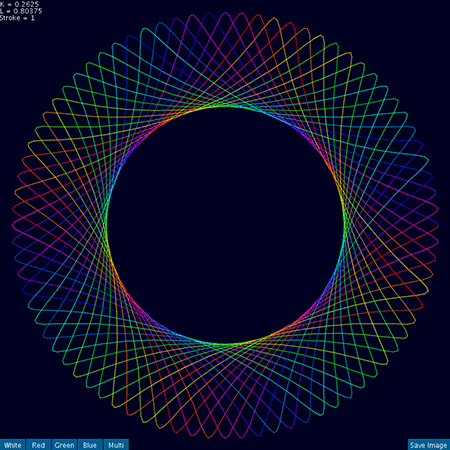 K = 0.2625
L = 0.80375
Stroke = 1
White Red Green Blue Multi Save Image